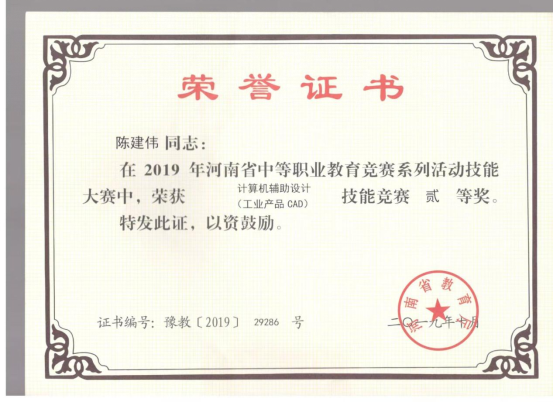 荣誉证书
陈建伟 同志：
在 2019 年河南省中等职业教育竞赛系列活动技能
大赛中，荣获 计算机辅助设计（工业产品 CAD） 技能竞赛 贰 等奖。
特发此证，以资鼓励。
河南省教育厅
证书编号：豫教〔2019〕 29286 号
二〇一九年 月